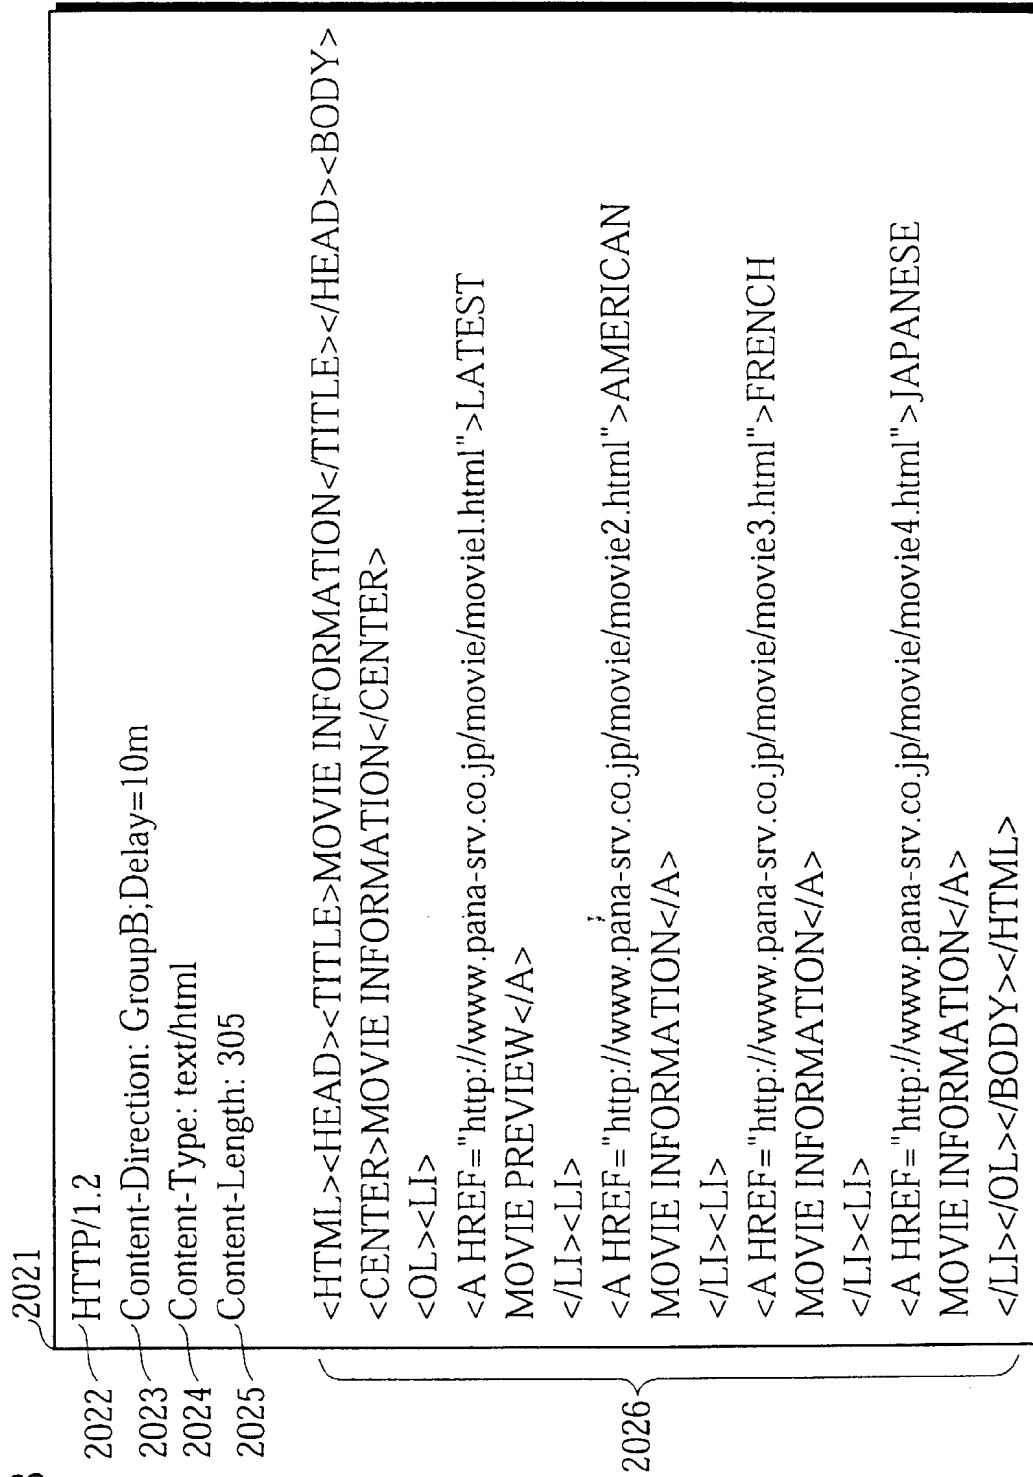 2021
2022 HTTP/1.2
2023 Content-Direction: GroupB;Delay=10m
2024 Content-Type: text/html
2025 Content-Length: 305
2026
<HTML><HEAD><TITLE>MOVIE INFORMATION</TITLE></HEAD><BODY>
<CENTER>MOVIE INFORMATION</CENTER>
<OL><LI>
<A HREF="http://www.pana-srv.co.jp/movie/movie1.html">LATEST
MOVIE PREVIEW</A>
</LI><LI>
<A HREF="http://www.pana-srv.co.jp/movie/movie2.html">AMERICAN
MOVIE INFORMATION</A>
</LI><LI>
<A HREF="http://www.pana-srv.co.jp/movie/movie3.html">FRENCH
MOVIE INFORMATION</A>
</LI><LI>
<A HREF="http://www.pana-srv.co.jp/movie/movie4.html">JAPANESE
MOVIE INFORMATION</A>
</LI></OL></BODY></HTML>